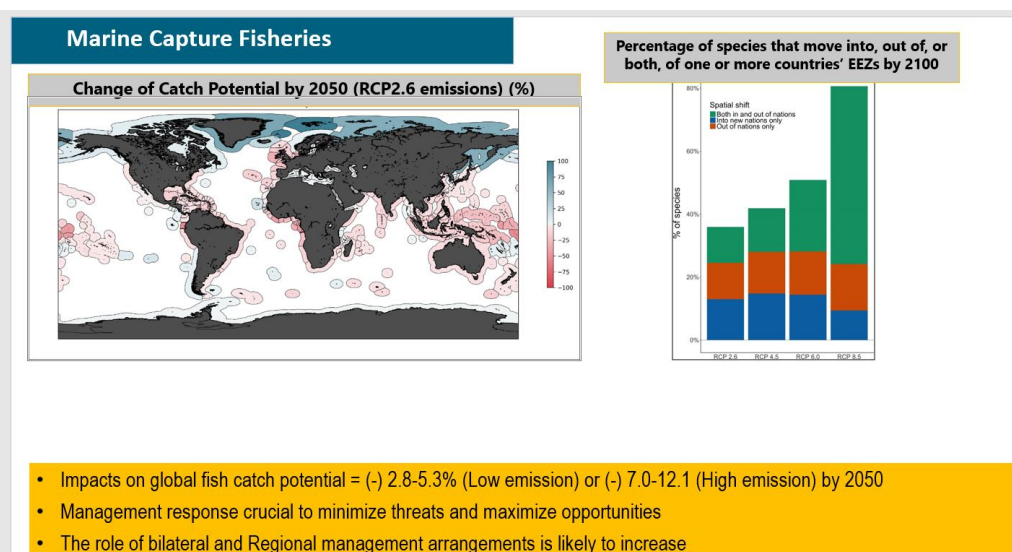 Marine Capture Fisheries
Change of Catch Potential by 2050 (RCP2.6 emissions) (%)
100
75
50
25
0
−25
−50
−75
−100
Percentage of species that move into, out of, or
both, of one or more countries' EEZs by 2100
80%
60%
40%
20%
0%
% of species
Spatial shift
Both in and out of nations
Into new nations only
Out of nations only
RCP 2.6
RCP 4.5
RCP 6.0
RCP 8.5
• Impacts on global fish catch potential = (-) 2.8-5.3% (Low emission) or (-) 7.0-12.1 (High emission) by 2050
• Management response crucial to minimize threats and maximize opportunities
• The role of bilateral and Regional management arrangements is likely to increase